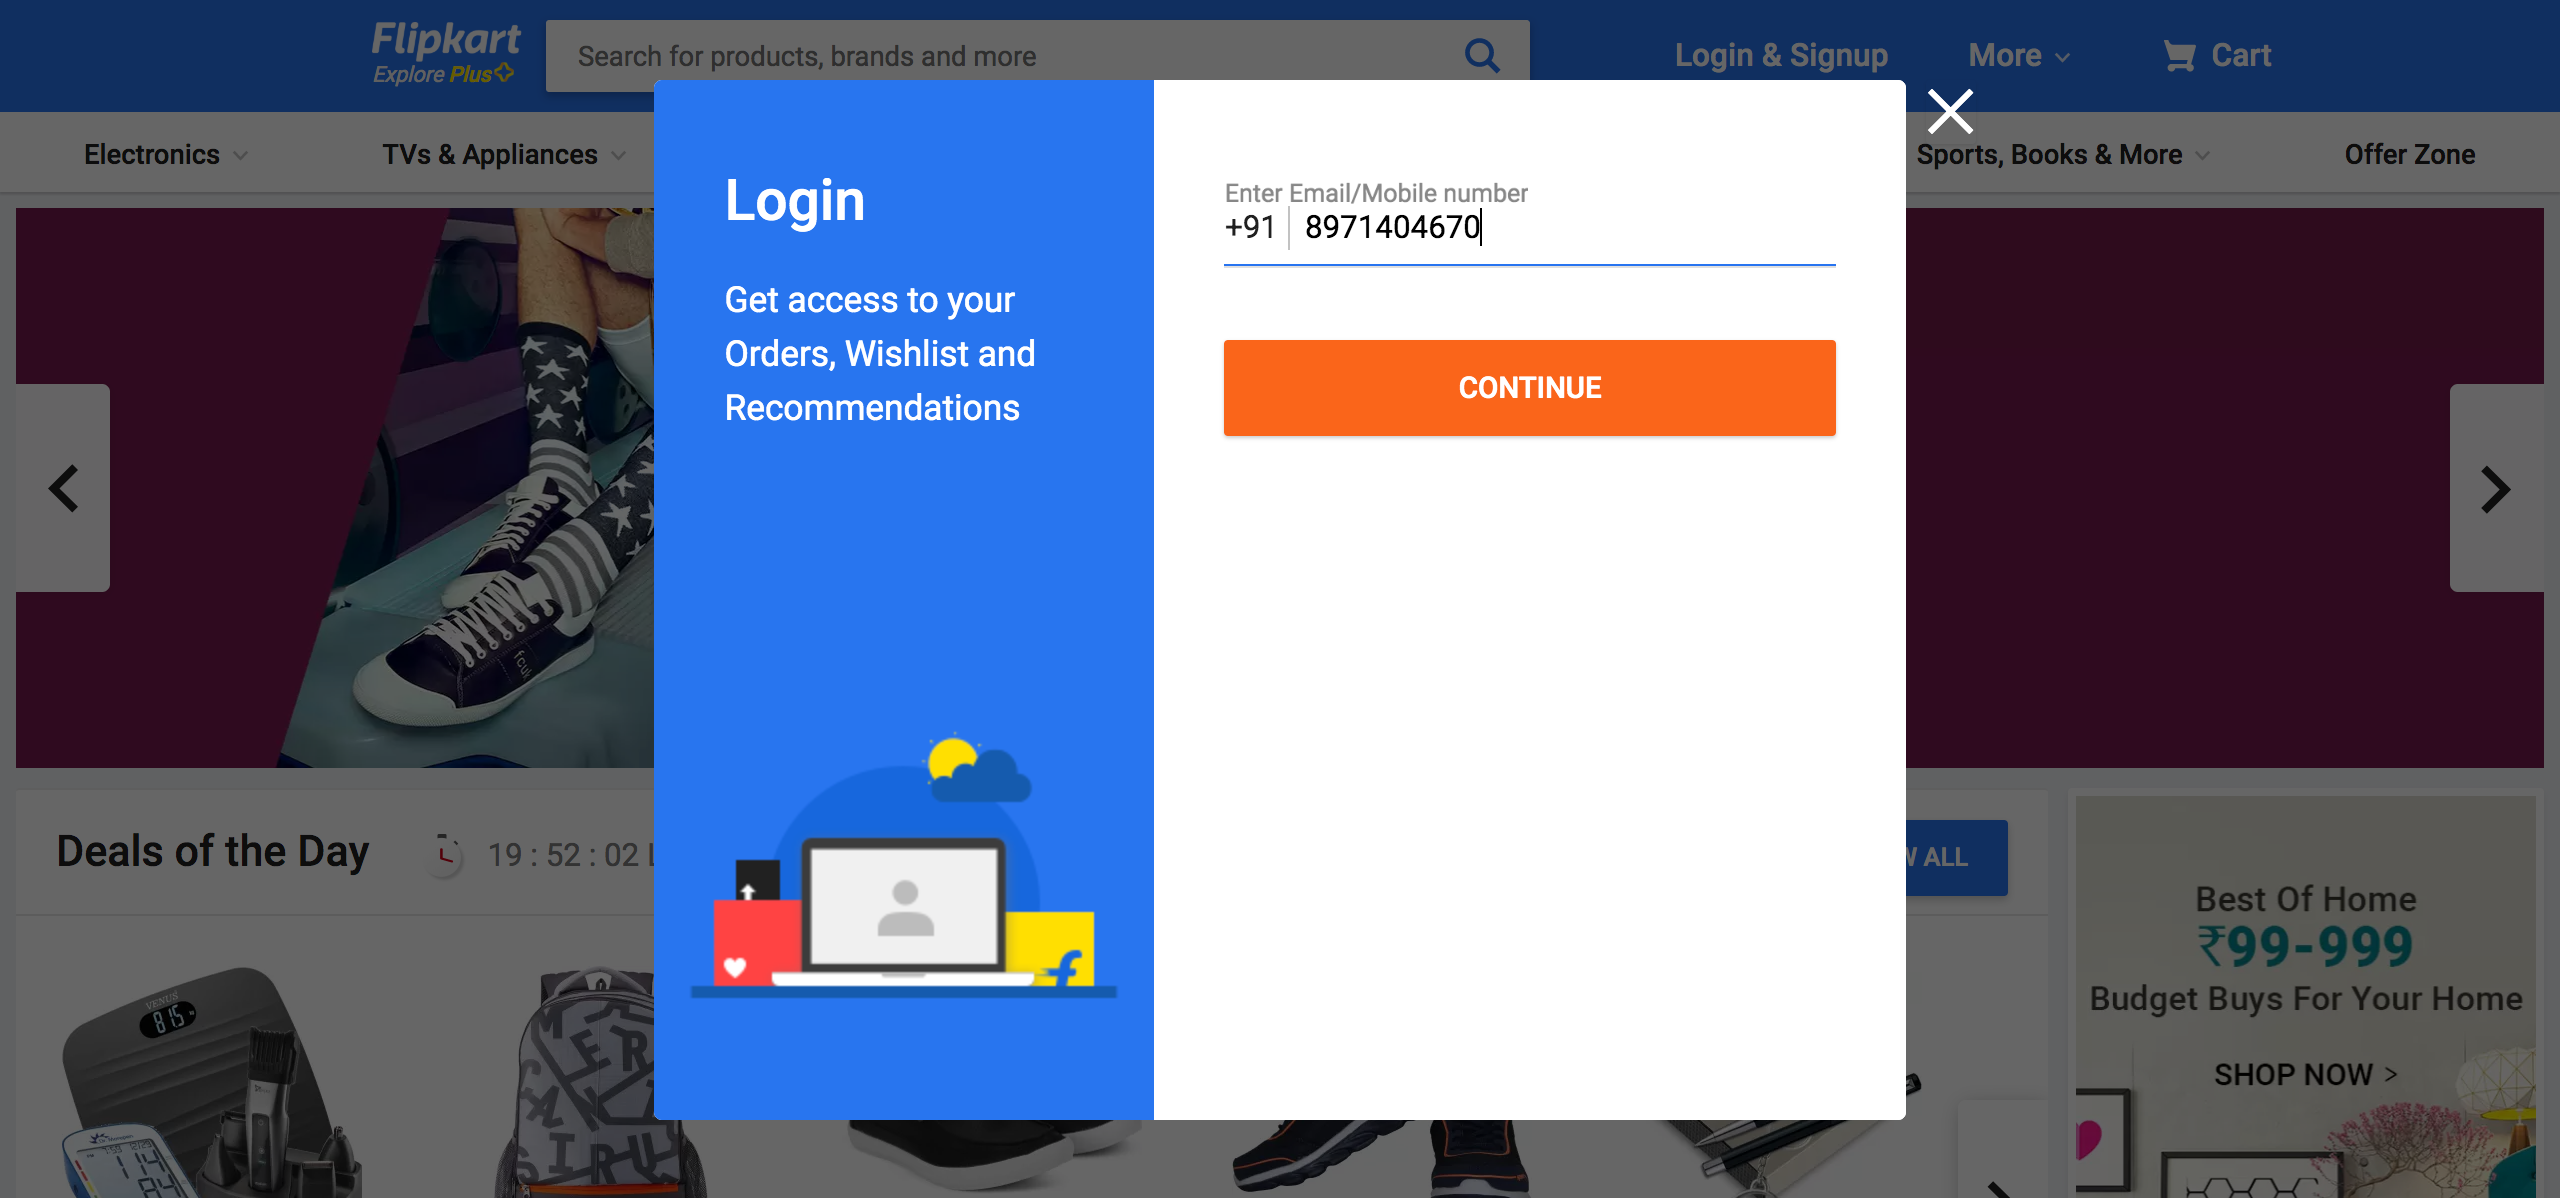 Flipkart
Explore Plus
Search for products, brands and more
Login & Signup
More
Cart
Electronics
TVs & Appliances
Sports, Books & More
Offer Zone
Login
Get access to your
Orders, Wishlist and
Recommendations
Enter Email/Mobile number
+91 8971404670
CONTINUE
fcuk
Deals of the Day
19 : 52 : 02
ALL
VENUS
815
Best Of Home
₹99-999
Budget Buys For Your Home
SHOP NOW >